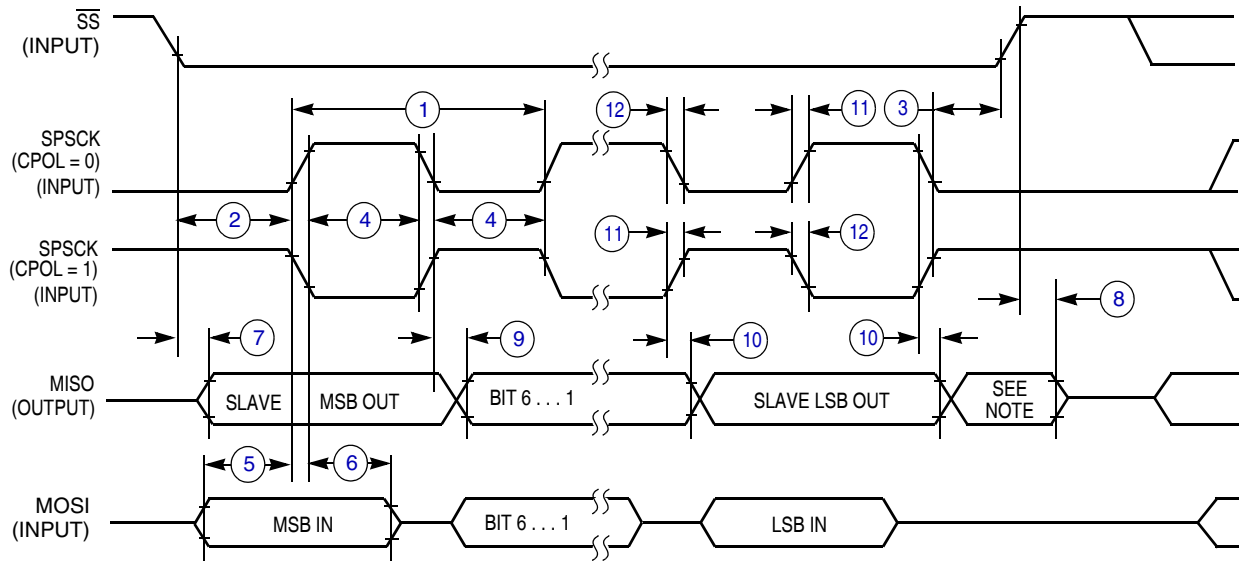 SS
(INPUT)
1
12
11
3
SPSCK
(CPOL = 0)
(INPUT)
2
4
4
11
12
SPSCK
(CPOL = 1)
(INPUT)
8
7
9
10
10
MISO
(OUTPUT)
SLAVE
MSB OUT
BIT 6 . . . 1
SLAVE LSB OUT
SEE
NOTE
5
6
MOSI
(INPUT)
MSB IN
BIT 6 . . . 1
LSB IN